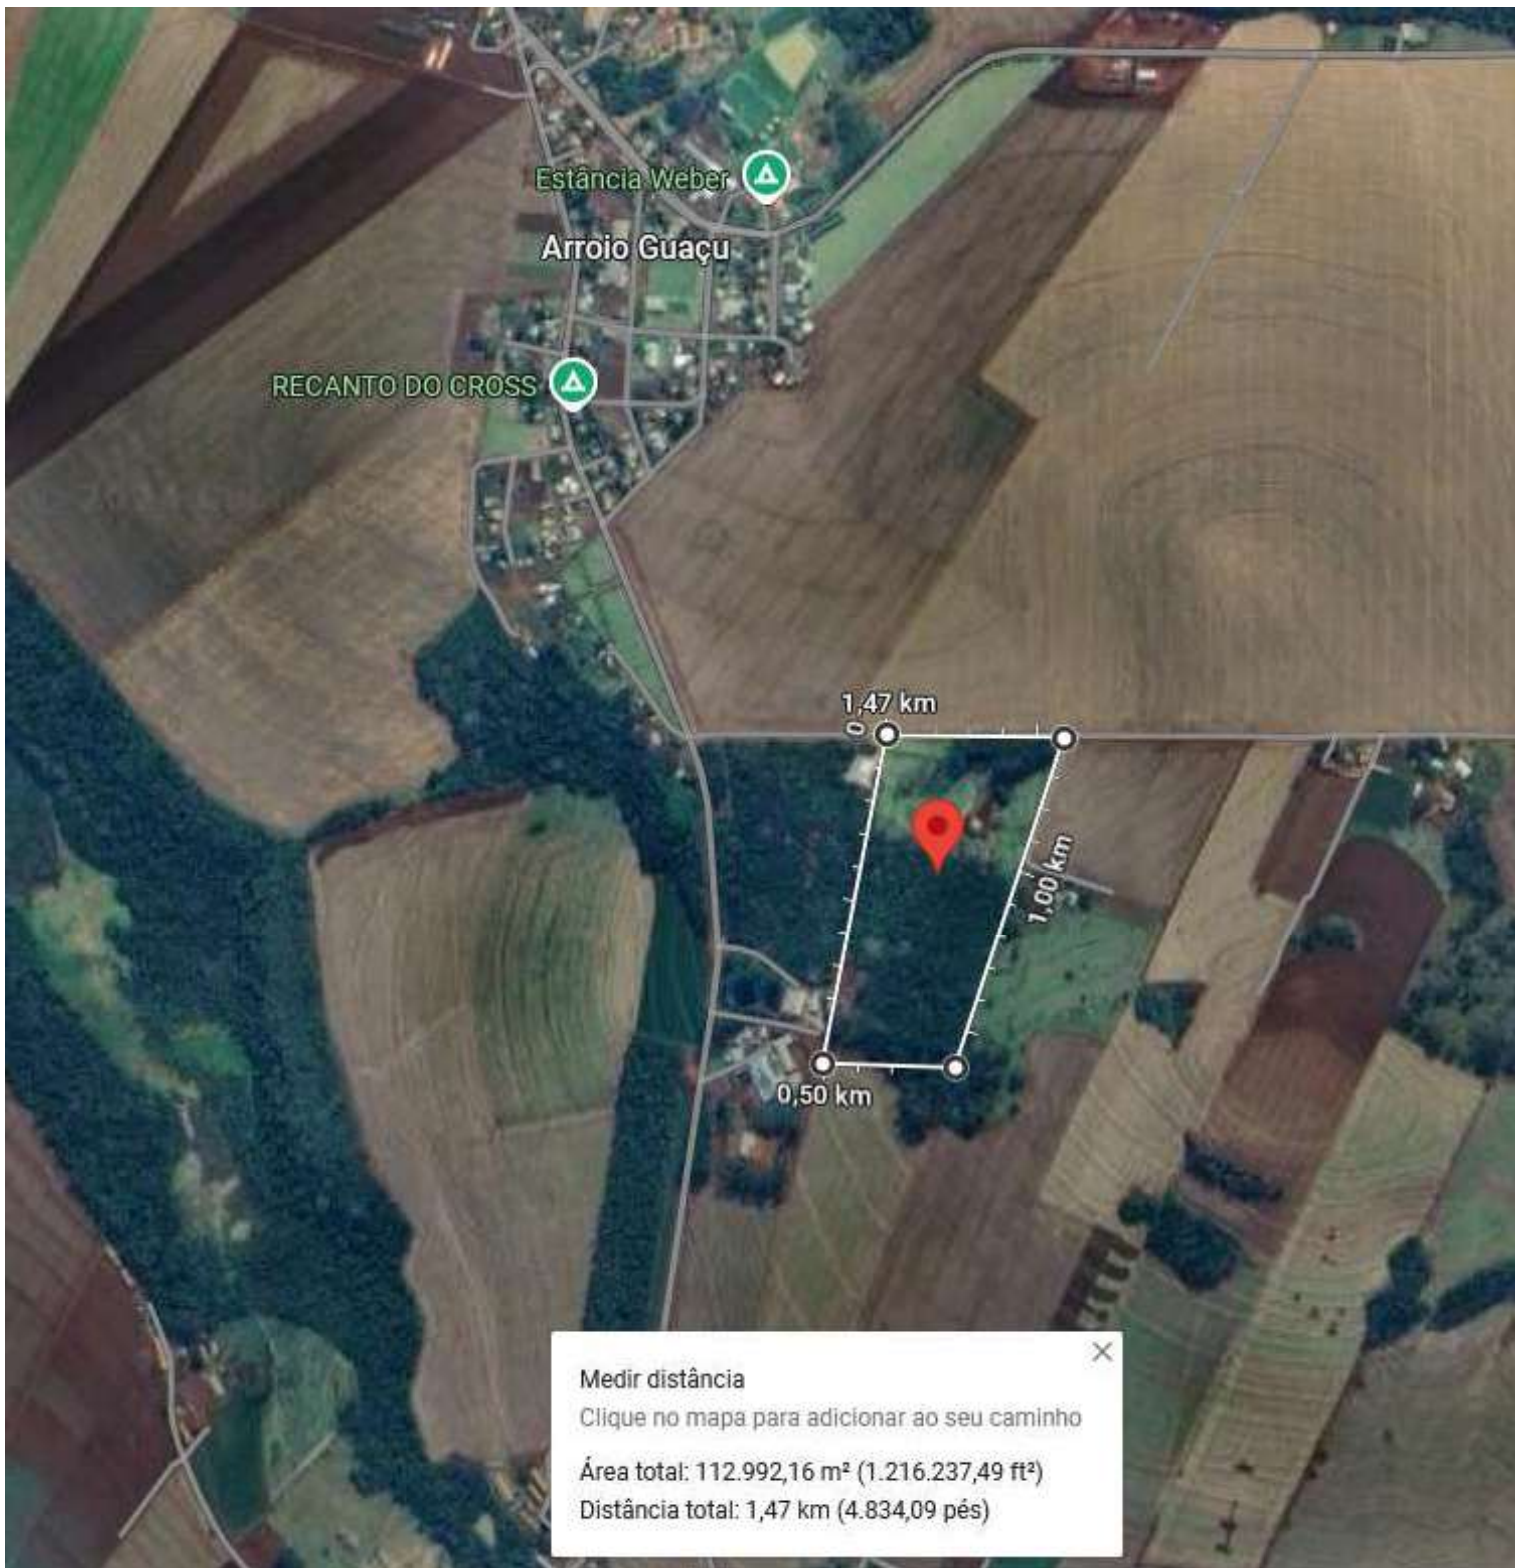 Estância Weber
Arroio Guaçu
RECANTO DO CROSS
1,47 km
0
1,00 km
0,50 km
Medir distância
Clique no mapa para adicionar ao seu caminho
Área total: 112.992,16 m² (1.216.237,49 ft²)
Distância total: 1,47 km (4.834,09 pés)